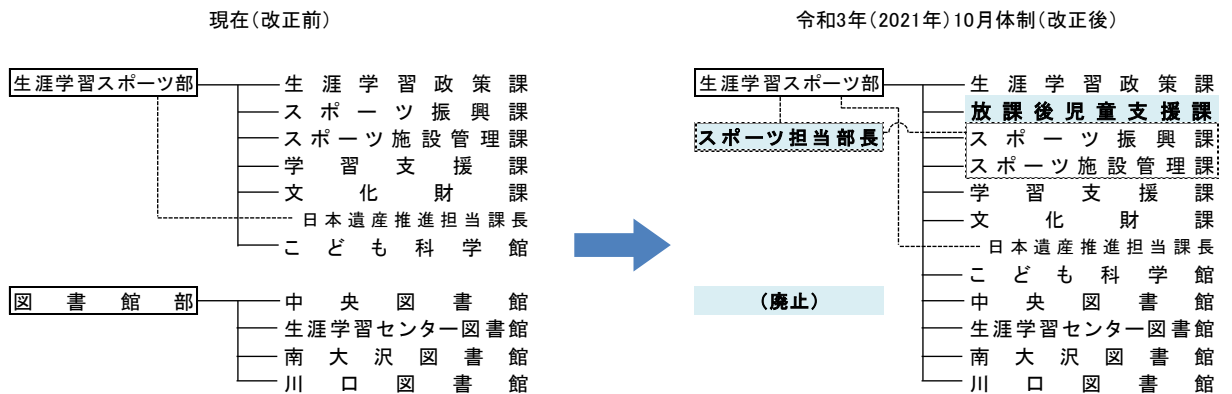 現在(改正前)
生涯学習スポーツ部
生涯学習政策課
スポーツ振興課
スポーツ施設管理課
学習支援課
文化財課
日本遺産推進担当課長
こども科学館
図書館部
中央図書館
生涯学習センター図書館
南大沢図書館
川口図書館
令和3年(2021年)10月体制(改正後)
生涯学習スポーツ部
スポーツ担当部長
生涯学習政策課
放課後児童支援課
スポーツ振興課
スポーツ施設管理課
学習支援課
文化財課
日本遺産推進担当課長
こども科学館
(廃止)
中央図書館
生涯学習センター図書館
南大沢図書館
川口図書館